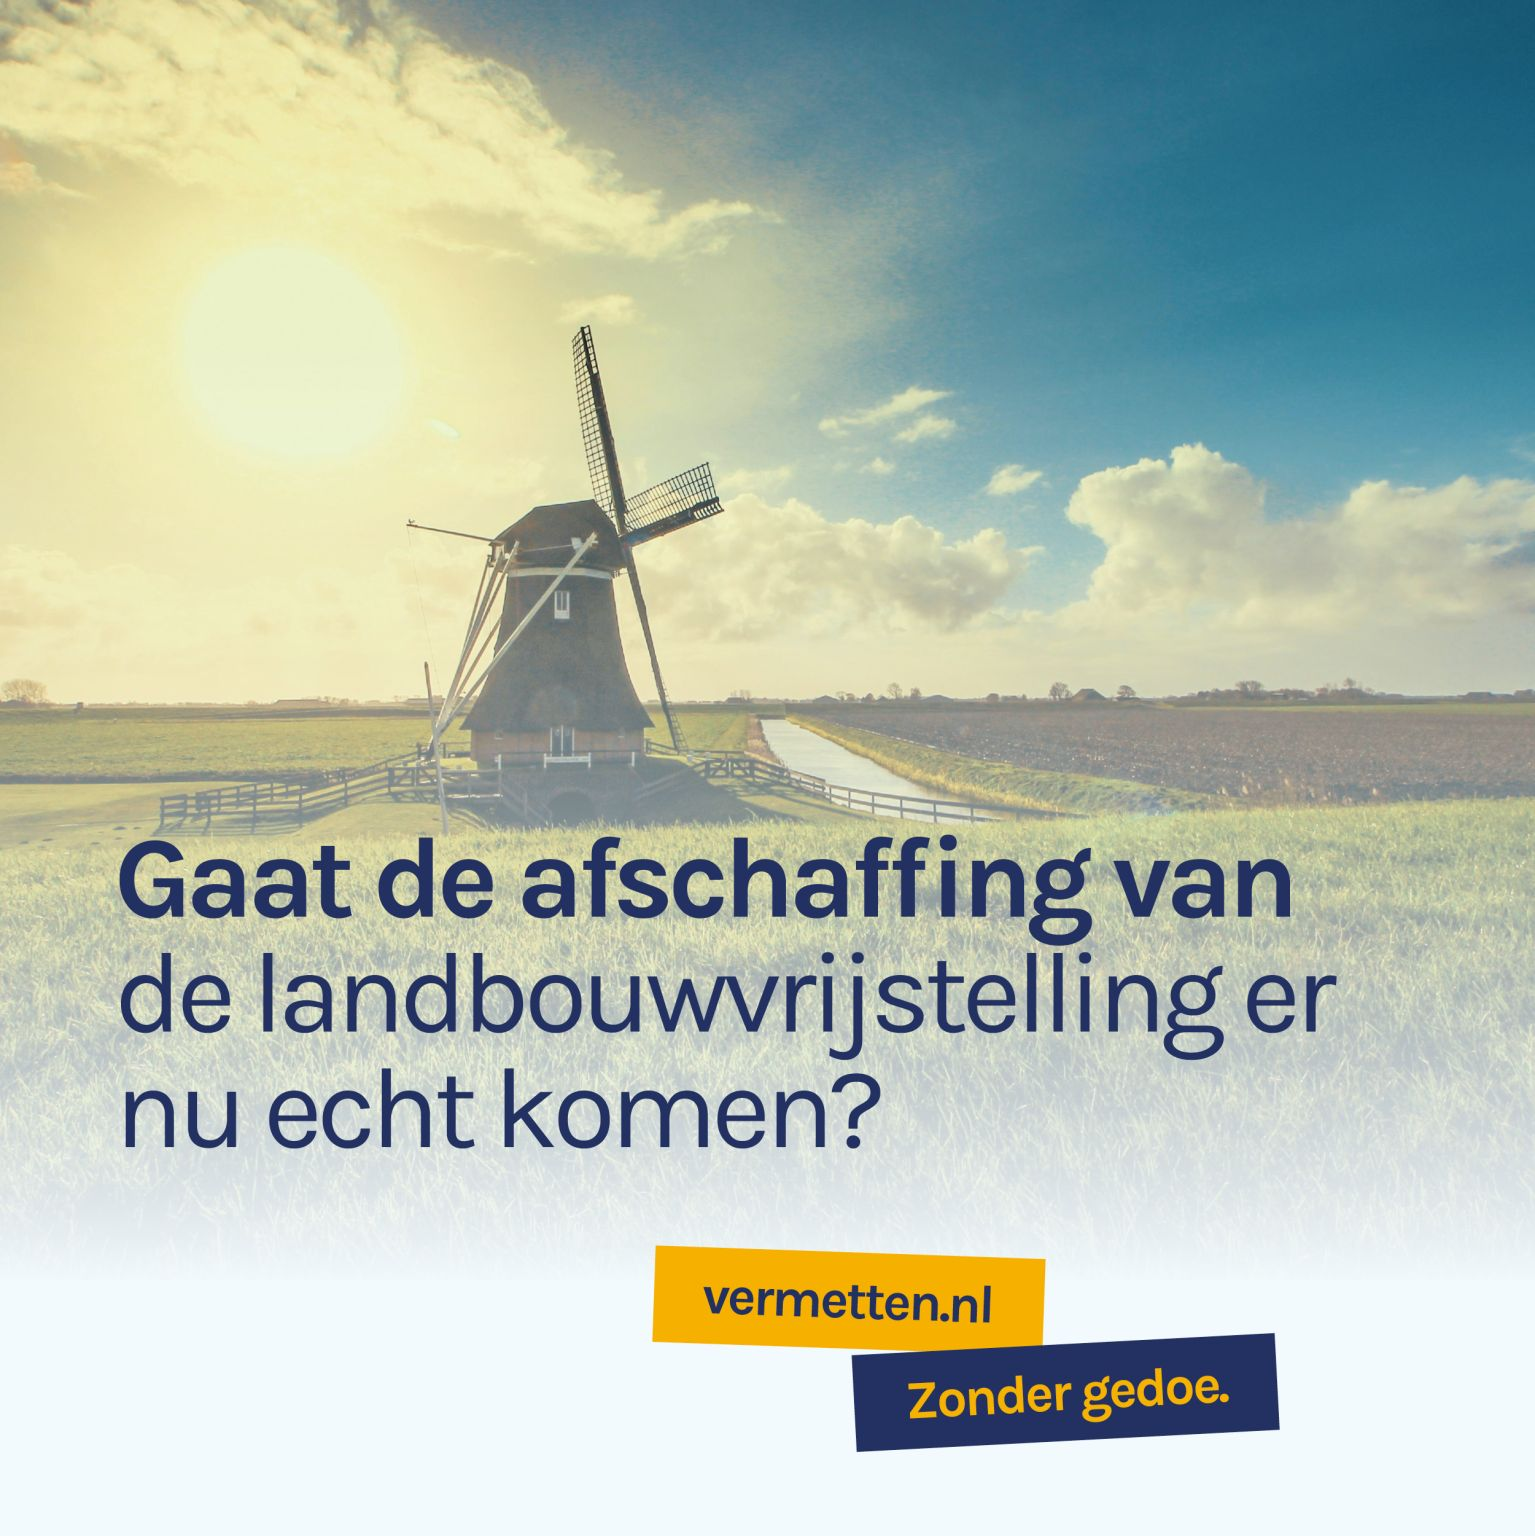 Gaat de afschaffing van
de landbouwvrijstelling er
nu echt komen?
vermetten.nl
Zonder gedoe.